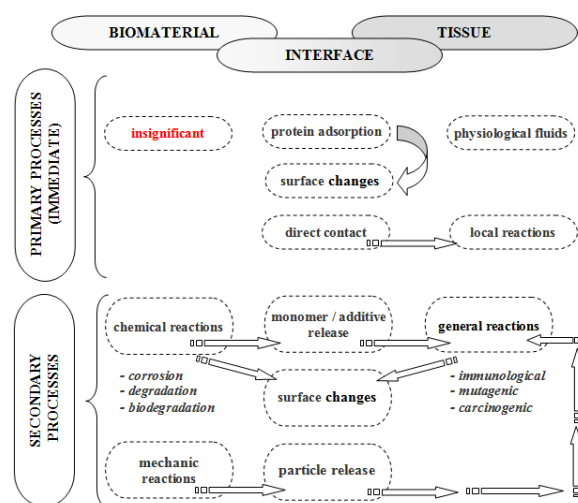 BIOMATERIAL
TISSUE
INTERFACE
PRIMARY PROCESSES
(IMMEDIATE)
insignificant
protein adsorption
physiological fluids
surface changes
direct contact
local reactions
SECONDARY
PROCESSES
chemical reactions
monomer / additive
release
general reactions
- corrosion
- degradation
- biodegradation
surface changes
- immunological
- mutagenic
- carcinogenic
mechanic
reactions
particle release